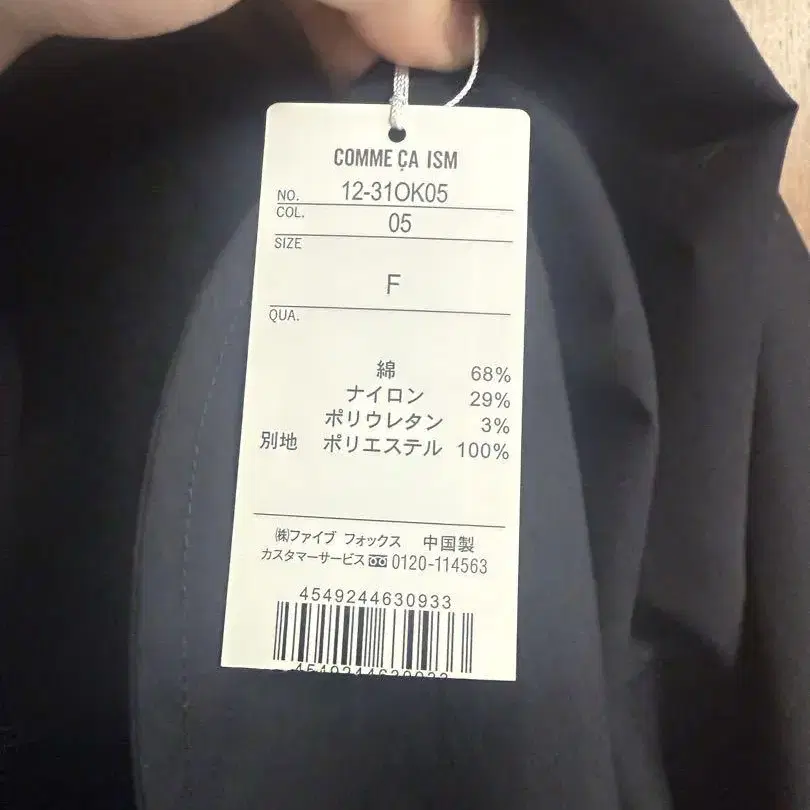 COMME ÇA ISM
NO. 12-31OK05
COL. 05
SIZE
F
QUA.
綿 68%
ナイロン 29%
ポリウレタン 3%
別地 ポリエステル 100%
㈱ファイブ フォックス 中国製
カスタマーサービス 0120-114563
4549244630933
4549244630933